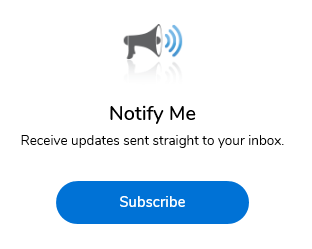 Notify Me
Receive updates sent straight to your inbox.
Subscribe